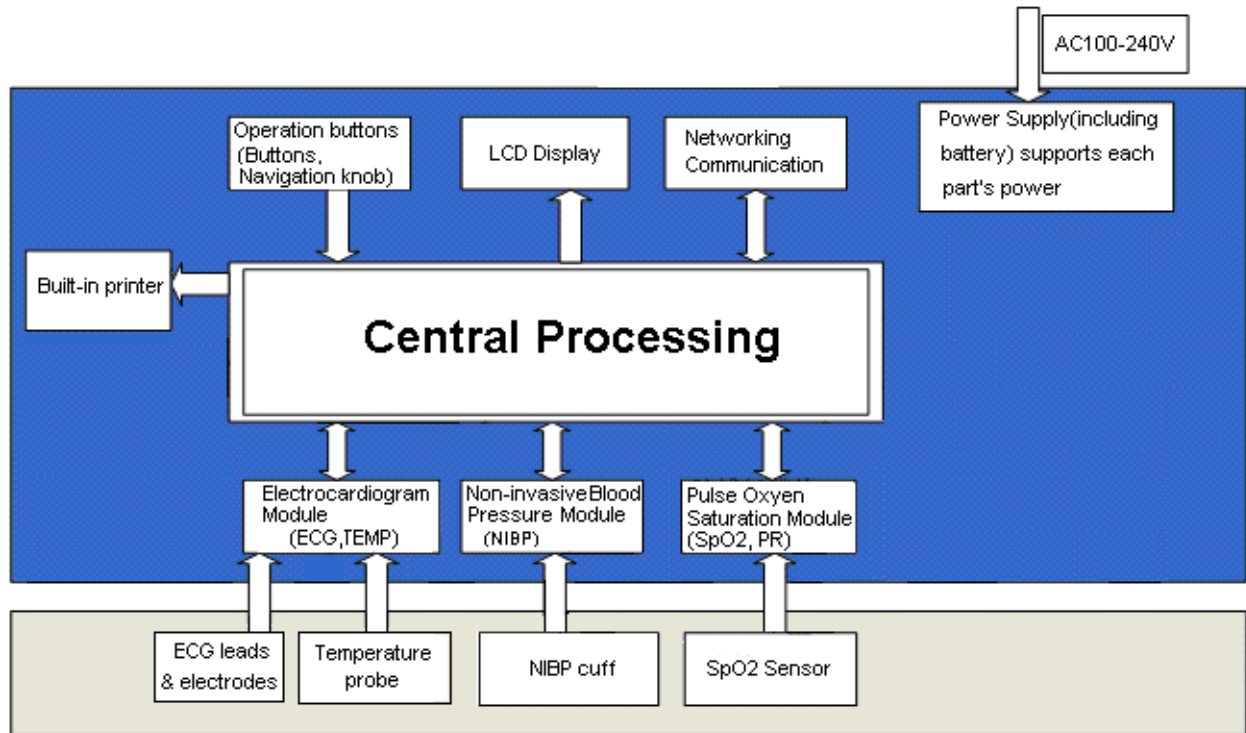 AC100-240V
Operation buttons
(Buttons,
Navigation knob)
LCD Display
Networking
Communication
Power Supply(including
battery) supports each
part's power
Built-in printer
Central Processing
Electrocardiogram
Module
(ECG,TEMP)
Non-invasive Blood
Pressure Module
(NIBP)
Pulse Oxyen
Saturation Module
(SpO2, PR)
ECG leads
& electrodes
Temperature
probe
NIBP cuff
SpO2 Sensor